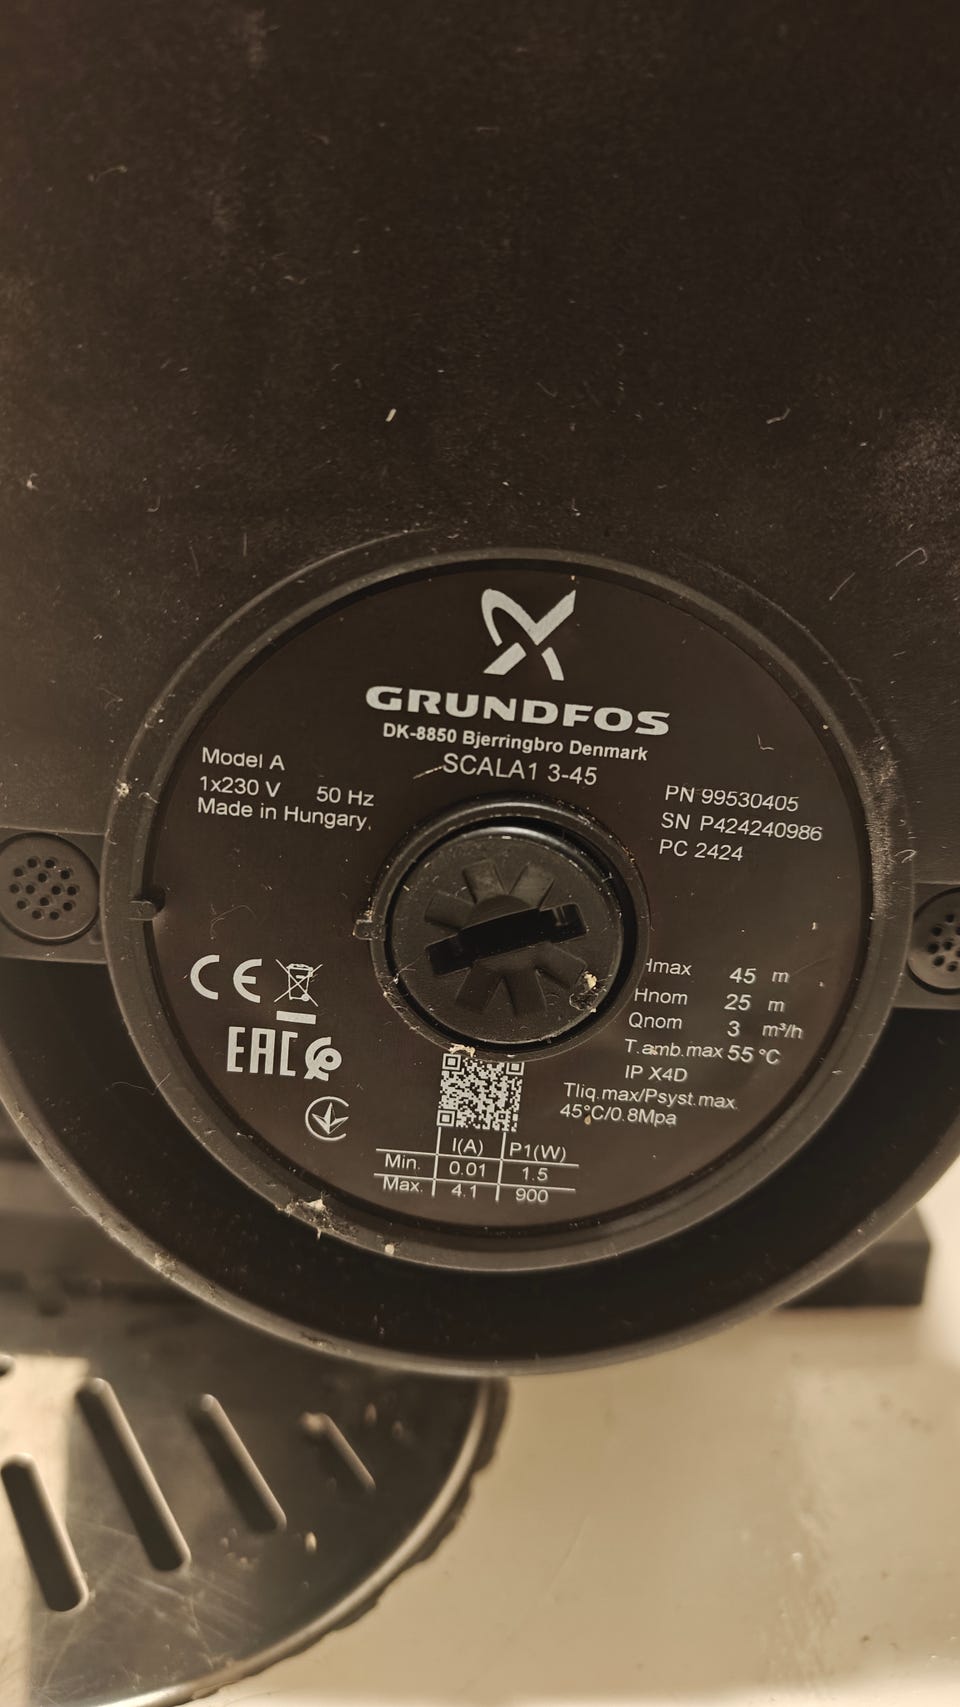 GRUNDFOS
DK-8850 Bjerringbro Denmark
SCALA1 3-45
Model A
1x230 V 50 Hz
Made in Hungary.
PN 99530405
SN P424240986
PC 2424
CE
EAC
Hmax 45 m
Hnom 25 m
Qnom 3 m³/h
T.amb.max 55 °C
IP X4D
Tliq.max/Psyst.max.
45°C/0.8Mpa
I(A) P1(W)
Min. 0.01 1.5
Max. 4.1 900